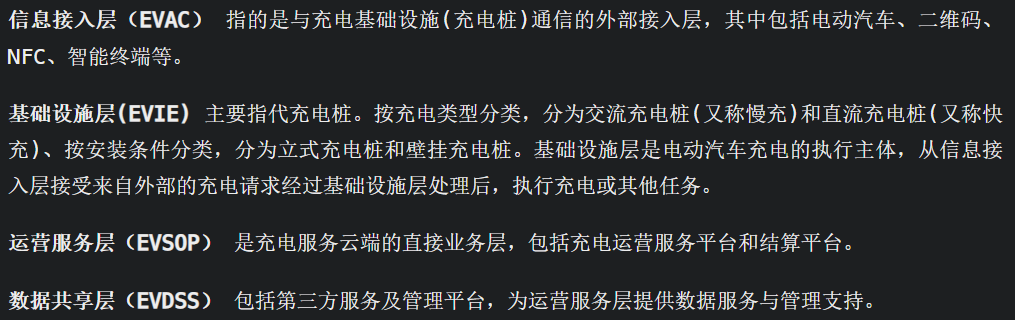 信息接入层（EVAC） 指的是与充电基础设施(充电桩)通信的外部接入层，其中包括电动汽车、二维码、
NFC、智能终端等。
基础设施层(EVIE) 主要指代充电桩。按充电类型分类，分为交流充电桩(又称慢充)和直流充电桩(又称快
充)、按安装条件分类，分为立式充电桩和壁挂充电桩。基础设施层是电动汽车充电的执行主体，从信息接
入层接受来自外部的充电请求经过基础设施层处理后，执行充电或其他任务。
运营服务层（EVSOP） 是充电服务云端的直接业务层，包括充电运营服务平台和结算平台。
数据共享层（EVDSS） 包括第三方服务及管理平台，为运营服务层提供数据服务与管理支持。